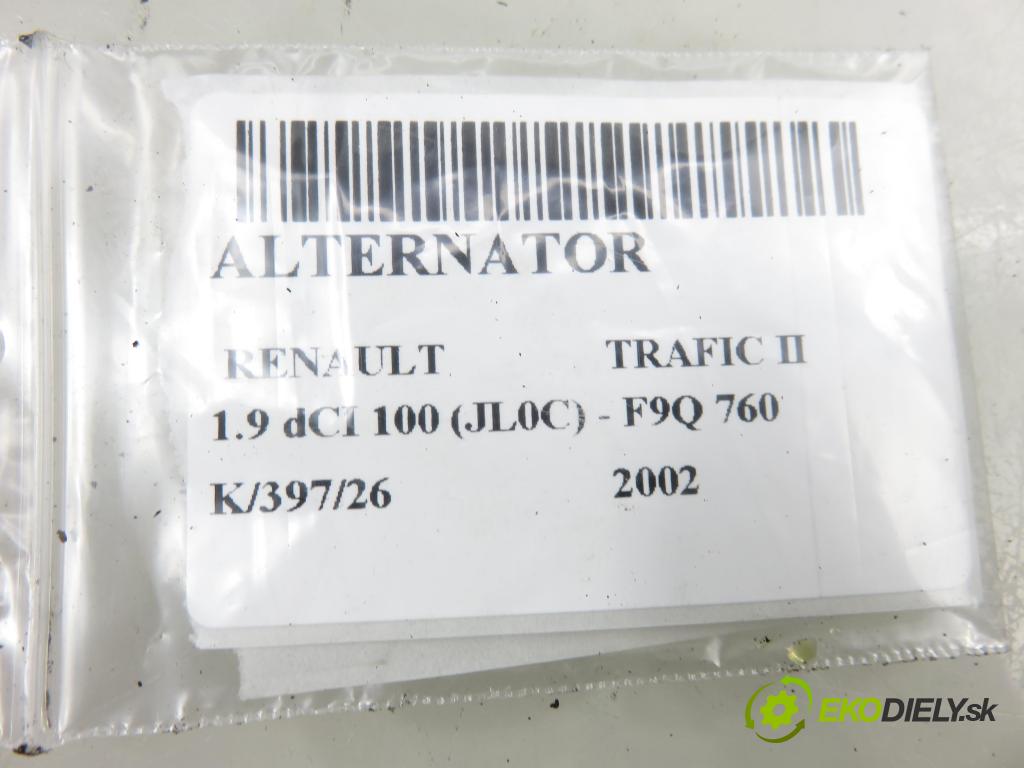 ALTERNATOR
RENAULT TRAFIC II
1.9 dCI 100 (JL0C) - F9Q 760
K/397/26 2002
EKODIELY.sk